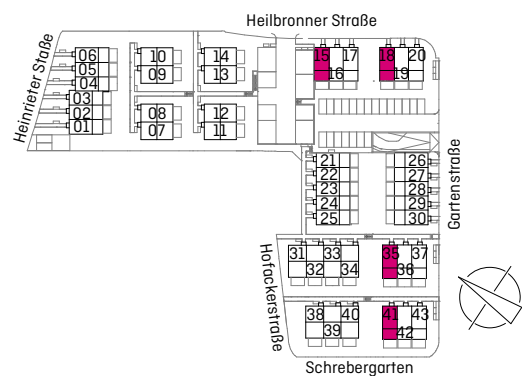 Heilbronner Straße
Heinrieter Staße
06 10 14 15 17 18 20
05 09 13 16 19
04
03
02 08 12
01 07 11
21 26
22 27
23 28
24 29
25 30
Gartenstraße
Hofackerstraße
31 33 35 37
32 34 36
38 40 41 43
39 42
Schrebergarten